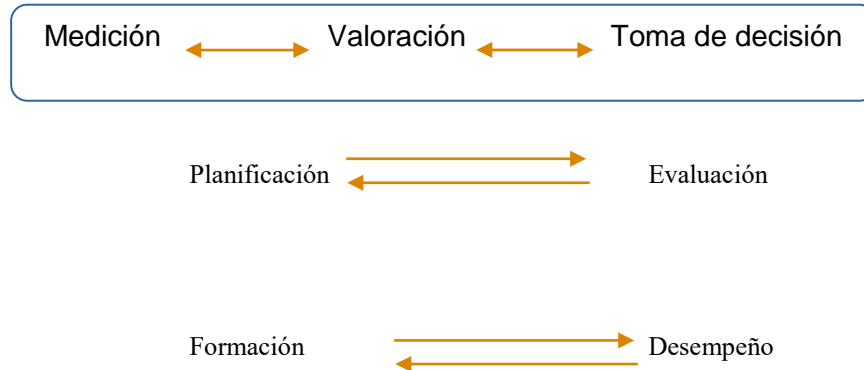 Medición Valoración Toma de decisión
Planificación Evaluación
Formación Desempeño